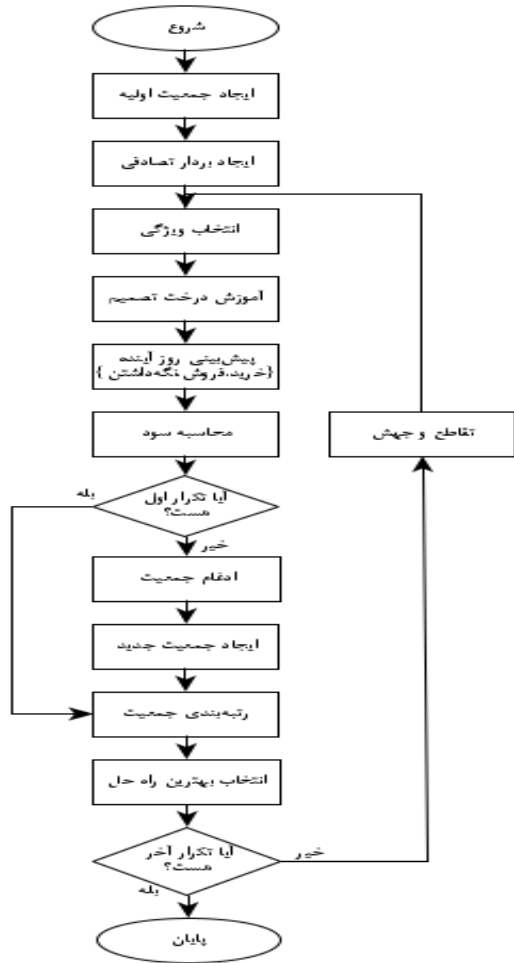 شروع
ایجاد جمعیت اولیه
ایجاد بردار تصادفی
انتخاب ویژگی
آموزش درخت تصمیم
پیش‌بینی روز آینده
{خرید،فروش،نگه‌داشتن}
محاسبه سود
تقاطع و جهش
آیا تکرار اول
هست؟
بله
خیر
ادغام جمعیت
ایجاد جمعیت جدید
رتبه‌بندی جمعیت
انتخاب بهترین راه حل
آیا تکرار آخر
هست؟
خیر
بله
پایان